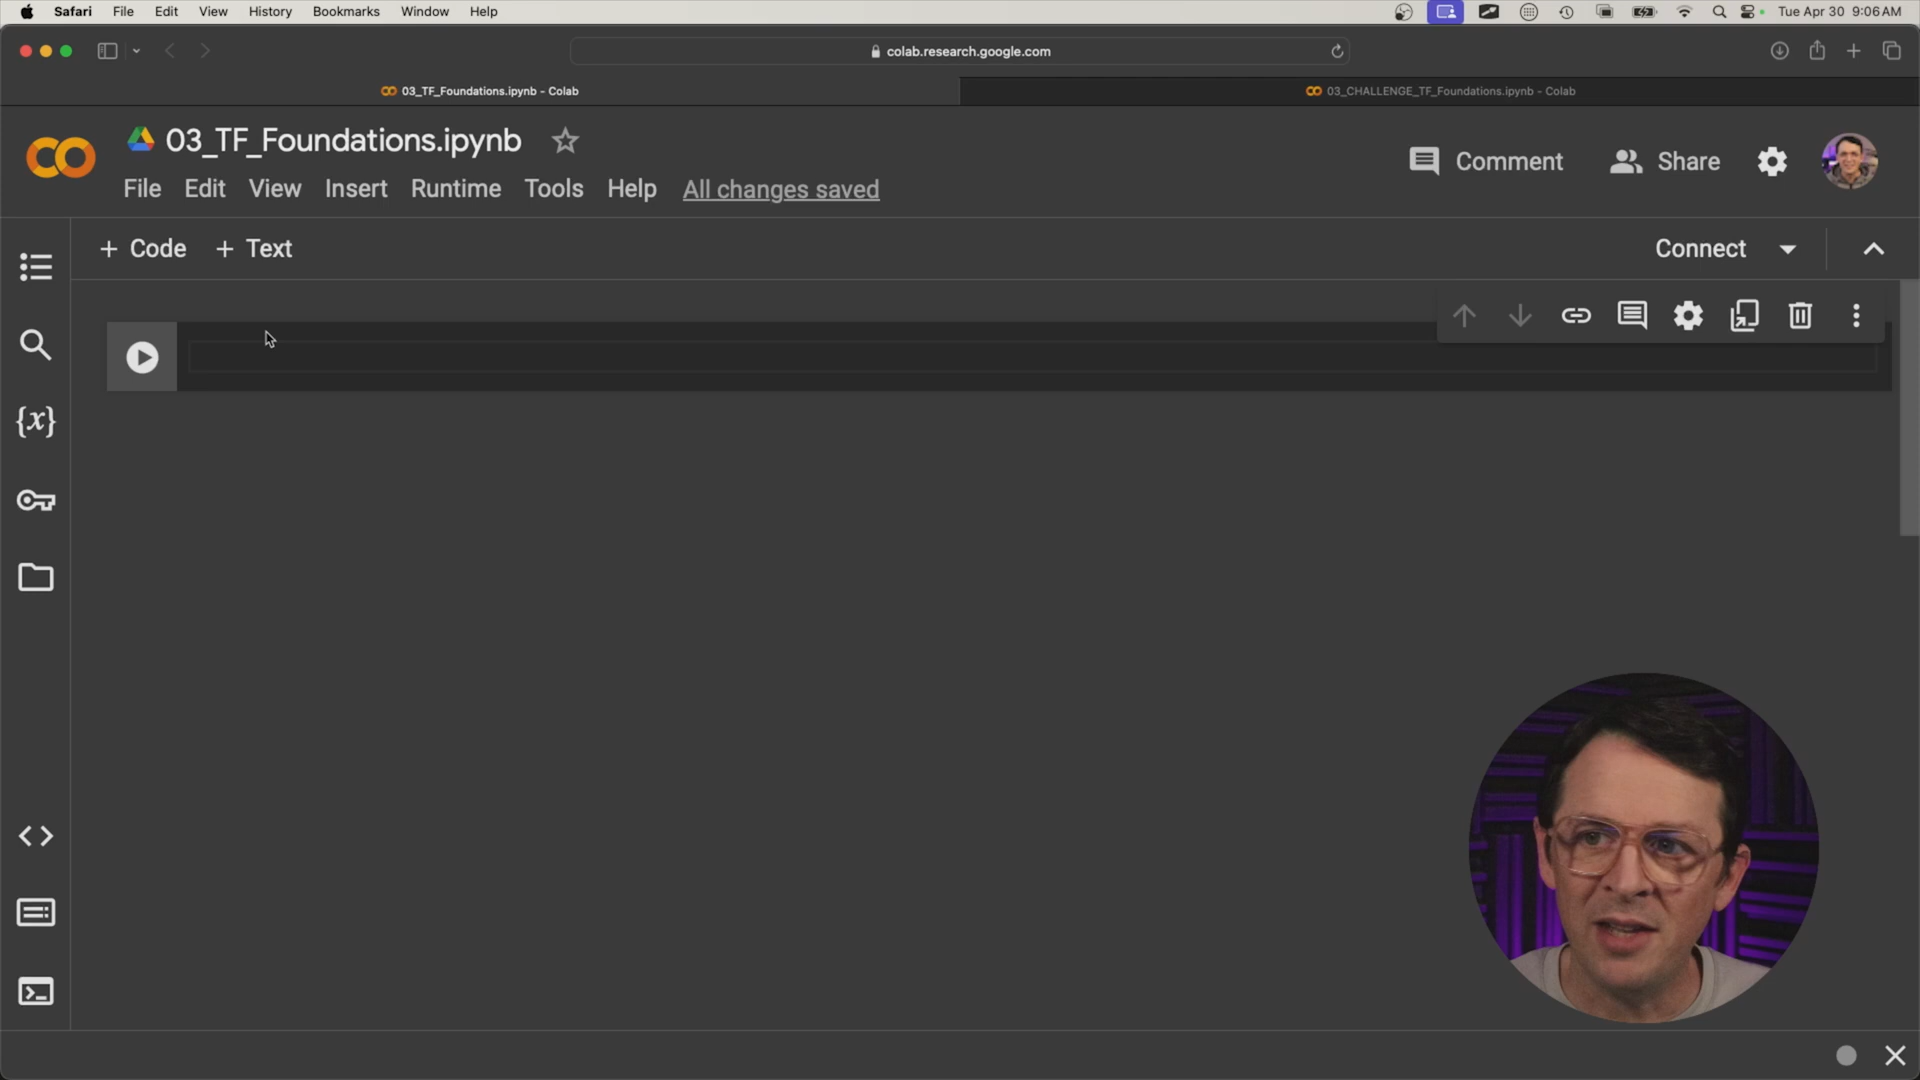 Safari File Edit View History Bookmarks Window Help Tue Apr 30 9:06 AM
colab.research.google.com
03_TF_Foundations.ipynb - Colab 03_CHALLENGE_TF_Foundations.ipynb - Colab
03_TF_Foundations.ipynb
Comment Share
File Edit View Insert Runtime Tools Help All changes saved
+ Code + Text Connect
{x}